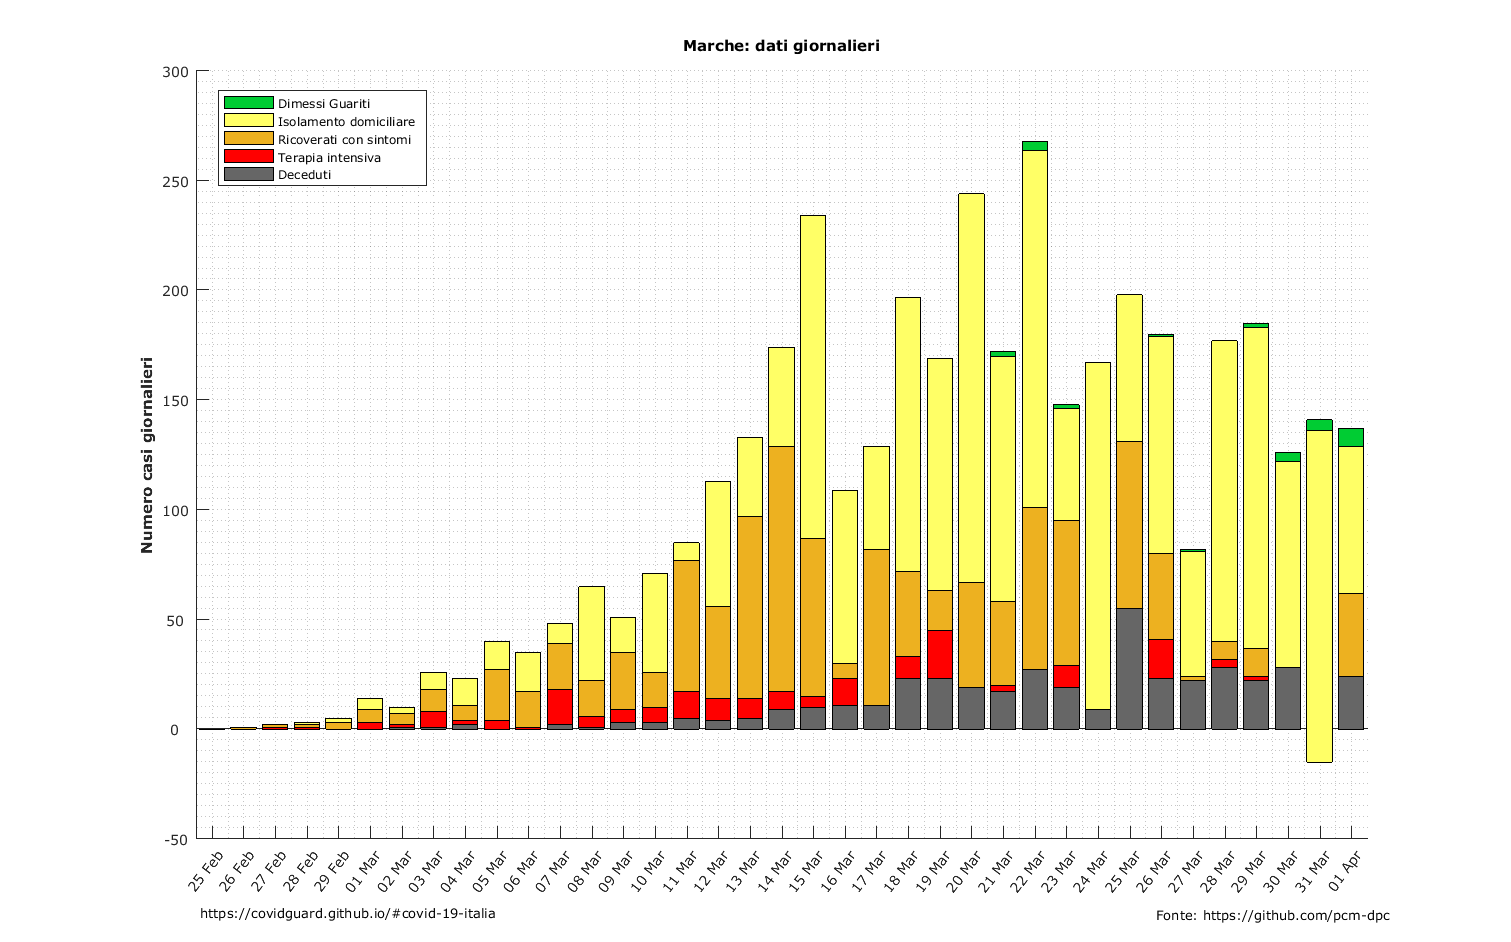 Marche: dati giornalieri
Dimessi Guariti
Isolamento domiciliare
Ricoverati con sintomi
Terapia intensiva
Deceduti
Numero casi giornalieri
300
250
200
150
100
50
0
-50
25 Feb
26 Feb
27 Feb
28 Feb
29 Feb
01 Mar
02 Mar
03 Mar
04 Mar
05 Mar
06 Mar
07 Mar
08 Mar
09 Mar
10 Mar
11 Mar
12 Mar
13 Mar
14 Mar
15 Mar
16 Mar
17 Mar
18 Mar
19 Mar
20 Mar
21 Mar
22 Mar
23 Mar
24 Mar
25 Mar
26 Mar
27 Mar
28 Mar
29 Mar
30 Mar
31 Mar
01 Apr
https://covidguard.github.io/#covid-19-italia
Fonte: https://github.com/pcm-dpc